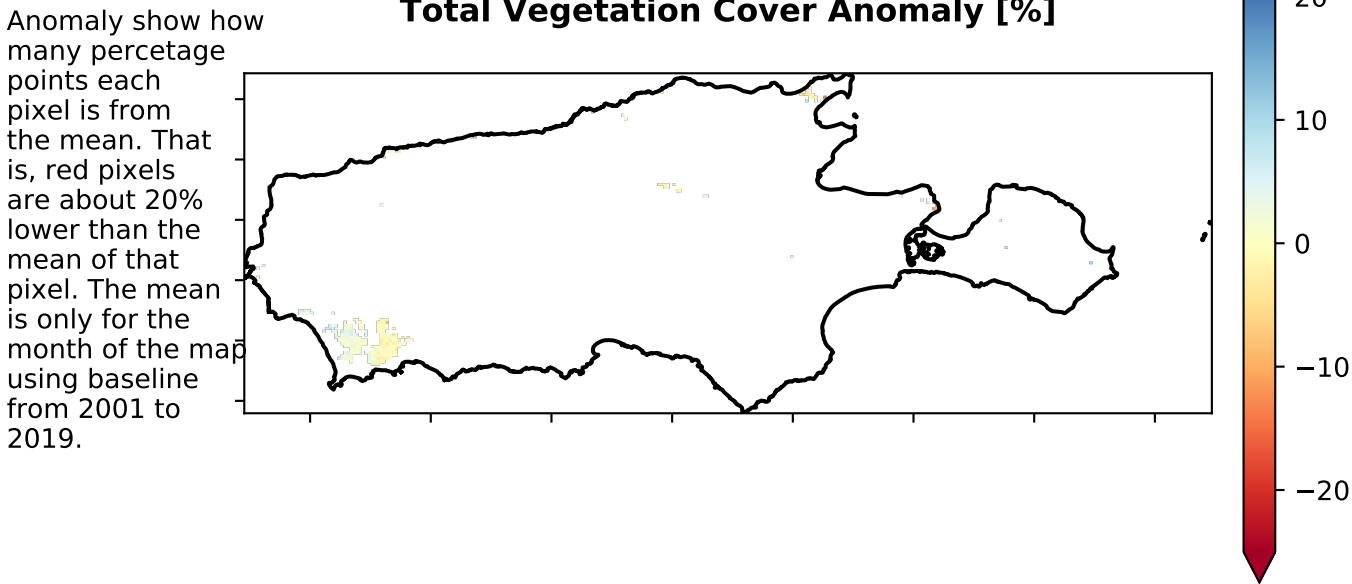 Total Vegetation Cover Anomaly [%]
Anomaly show how
many percetage
points each
pixel is from
the mean. That
is, red pixels
are about 20%
lower than the
mean of that
pixel. The mean
is only for the
month of the map
using baseline
from 2001 to
2019.
20
10
0
−10
−20